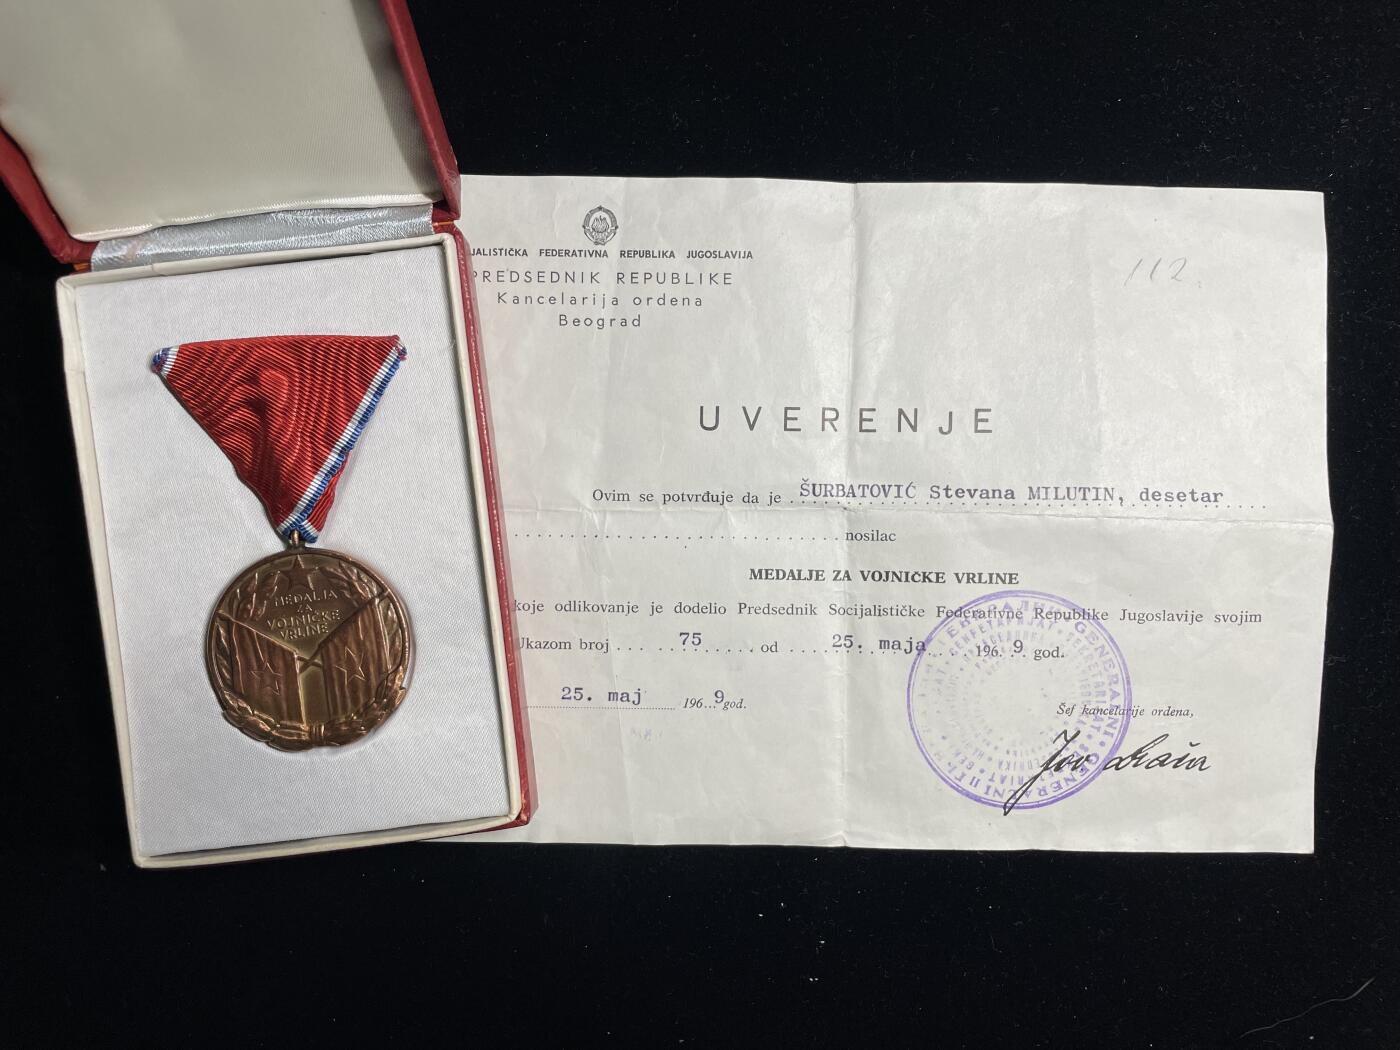 MEDALJA
ZA
VOJNIČKE
VRLINE
JALISTIČKA FEDERATIVNA REPUBLIKA JUGOSLAVIJA
PREDSEDNIK REPUBLIKE
Kancelarija ordena
Beograd
112
UVERENJE
Ovim se potvrđuje da je ŠURBATOVIĆ Stevana MILUTIN, desetar
nosilac
MEDALJE ZA VOJNIČKE VRLINE
koje odlikovanje je dodelio Predsednik Socijalističke Federativne Republike Jugoslavije svojim
Ukazom broj 75 od 25. maja 1969 god.
25. maj 1969 god.
Šef kancelarije ordena,
GENERALNI SEKRETARIJAT